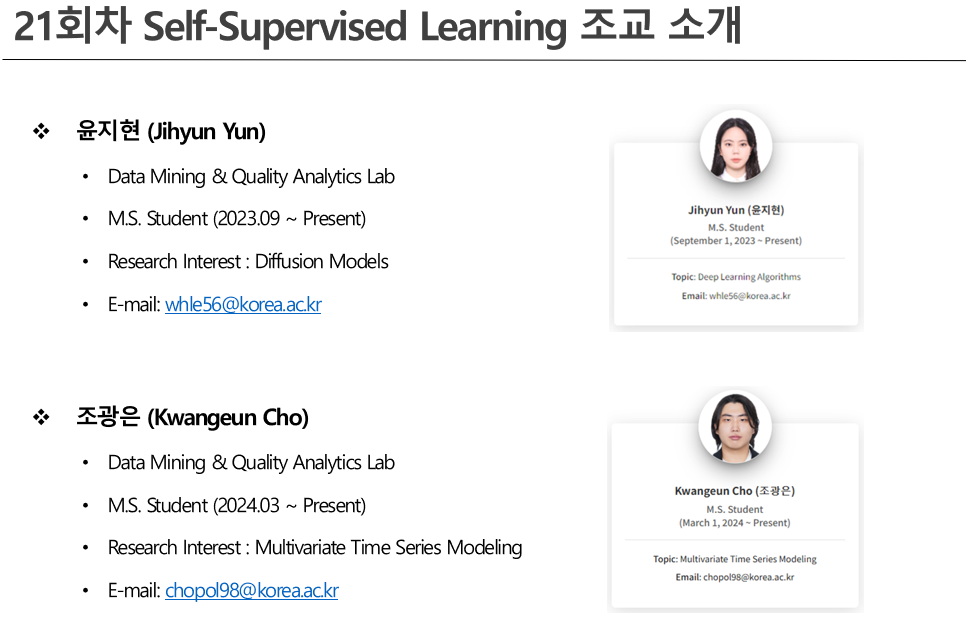 21회차 Self-Supervised Learning 조교 소개
❖ 윤지현 (Jihyun Yun)
• Data Mining & Quality Analytics Lab
• M.S. Student (2023.09 ~ Present)
• Research Interest : Diffusion Models
• E-mail: whle56@korea.ac.kr
Jihyun Yun (윤지현)
M.S. Student
(September 1, 2023 ~ Present)
Topic: Deep Learning Algorithms
Email: whle56@korea.ac.kr
❖ 조광은 (Kwangeun Cho)
• Data Mining & Quality Analytics Lab
• M.S. Student (2024.03 ~ Present)
• Research Interest : Multivariate Time Series Modeling
• E-mail: chopol98@korea.ac.kr
Kwangeun Cho (조광은)
M.S. Student
(March 1, 2024 ~ Present)
Topic: Multivariate Time Series Modeling
Email: chopol98@korea.ac.kr